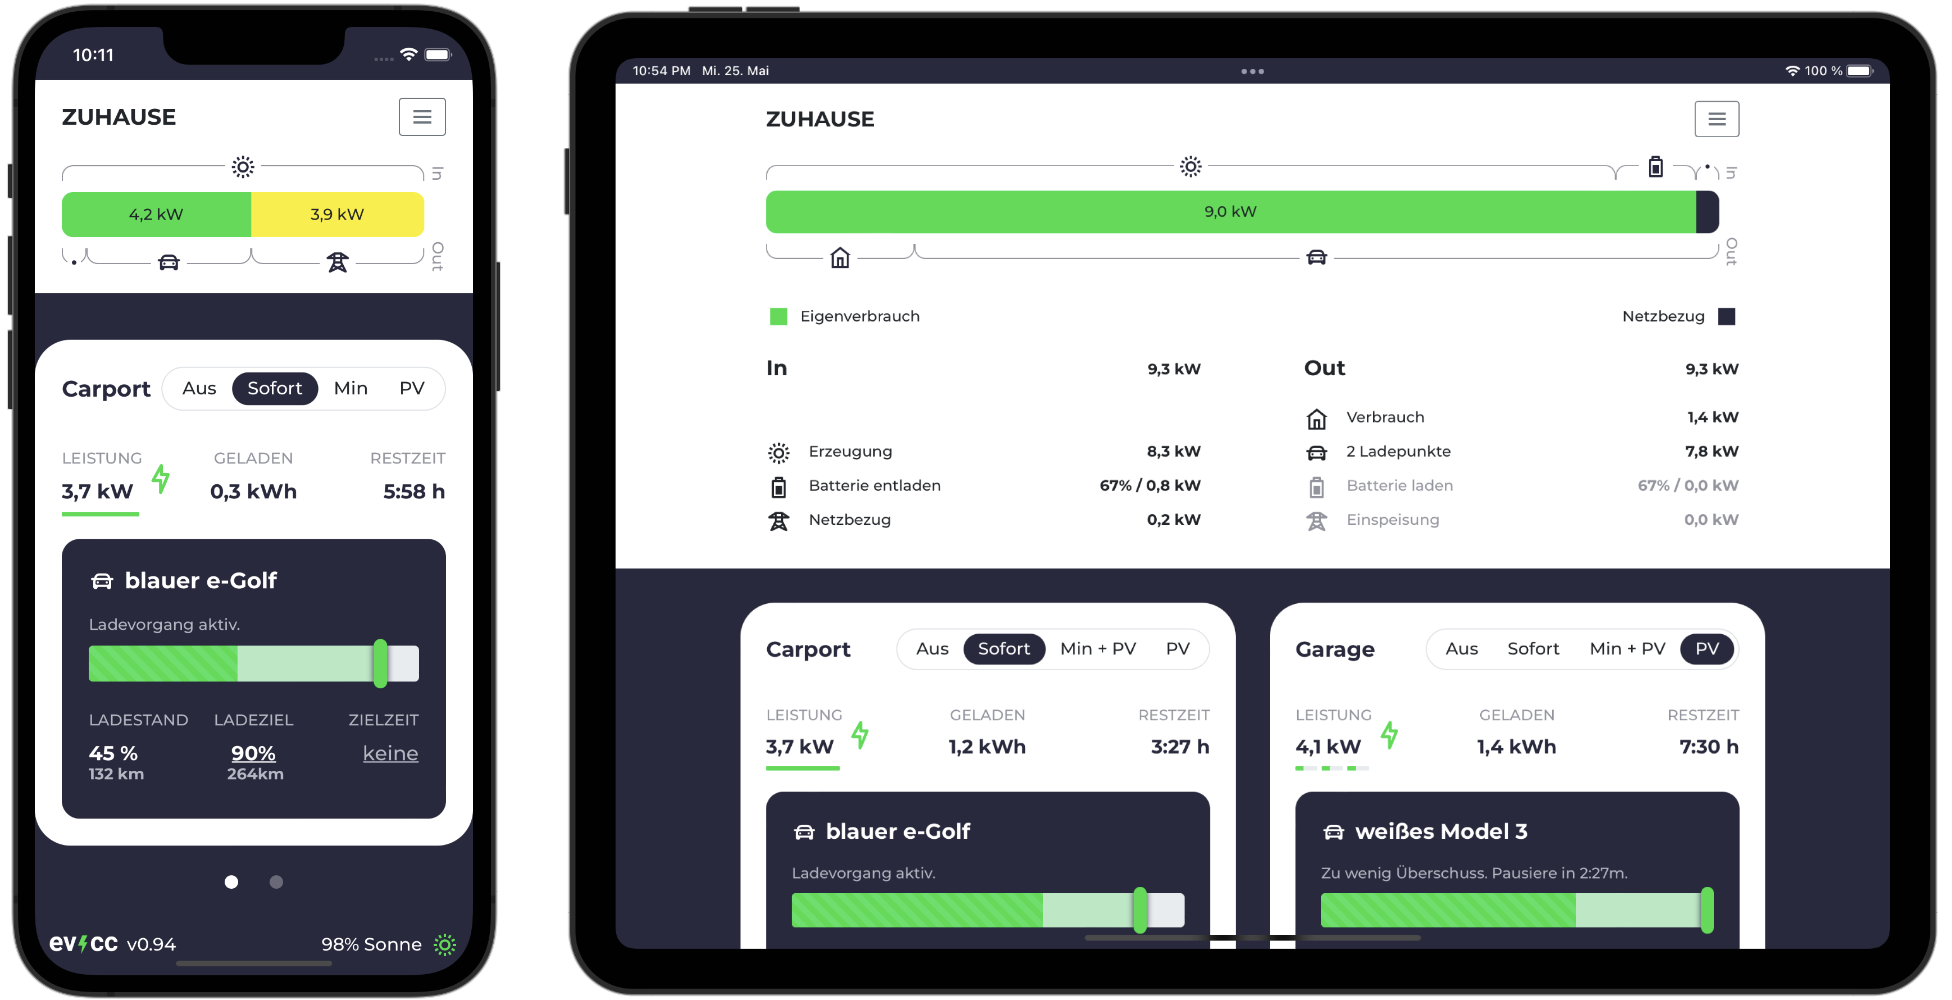 10:11
ZUHAUSE
In
4,2 kW 3,9 kW
Out
Carport Aus Sofort Min PV
LEISTUNG GELADEN RESTZEIT
3,7 kW 0,3 kWh 5:58 h
blauer e-Golf
Ladevorgang aktiv.
LADESTAND LADEZIEL ZIELZEIT
45 % 90% keine
132 km 264km
evcc v0.94 98% Sonne
10:54 PM Mi. 25. Mai 100 %
ZUHAUSE
In
9,0 kW
Out
Eigenverbrauch Netzbezug
In 9,3 kW
Erzeugung 8,3 kW
Batterie entladen 67% / 0,8 kW
Netzbezug 0,2 kW
Out 9,3 kW
Verbrauch 1,4 kW
2 Ladepunkte 7,8 kW
Batterie laden 67% / 0,0 kW
Einspeisung 0,0 kW
Carport Aus Sofort Min + PV PV
LEISTUNG GELADEN RESTZEIT
3,7 kW 1,2 kWh 3:27 h
blauer e-Golf
Ladevorgang aktiv.
Garage Aus Sofort Min + PV PV
LEISTUNG GELADEN RESTZEIT
4,1 kW 1,4 kWh 7:30 h
weißes Model 3
Zu wenig Überschuss. Pausiere in 2:27m.